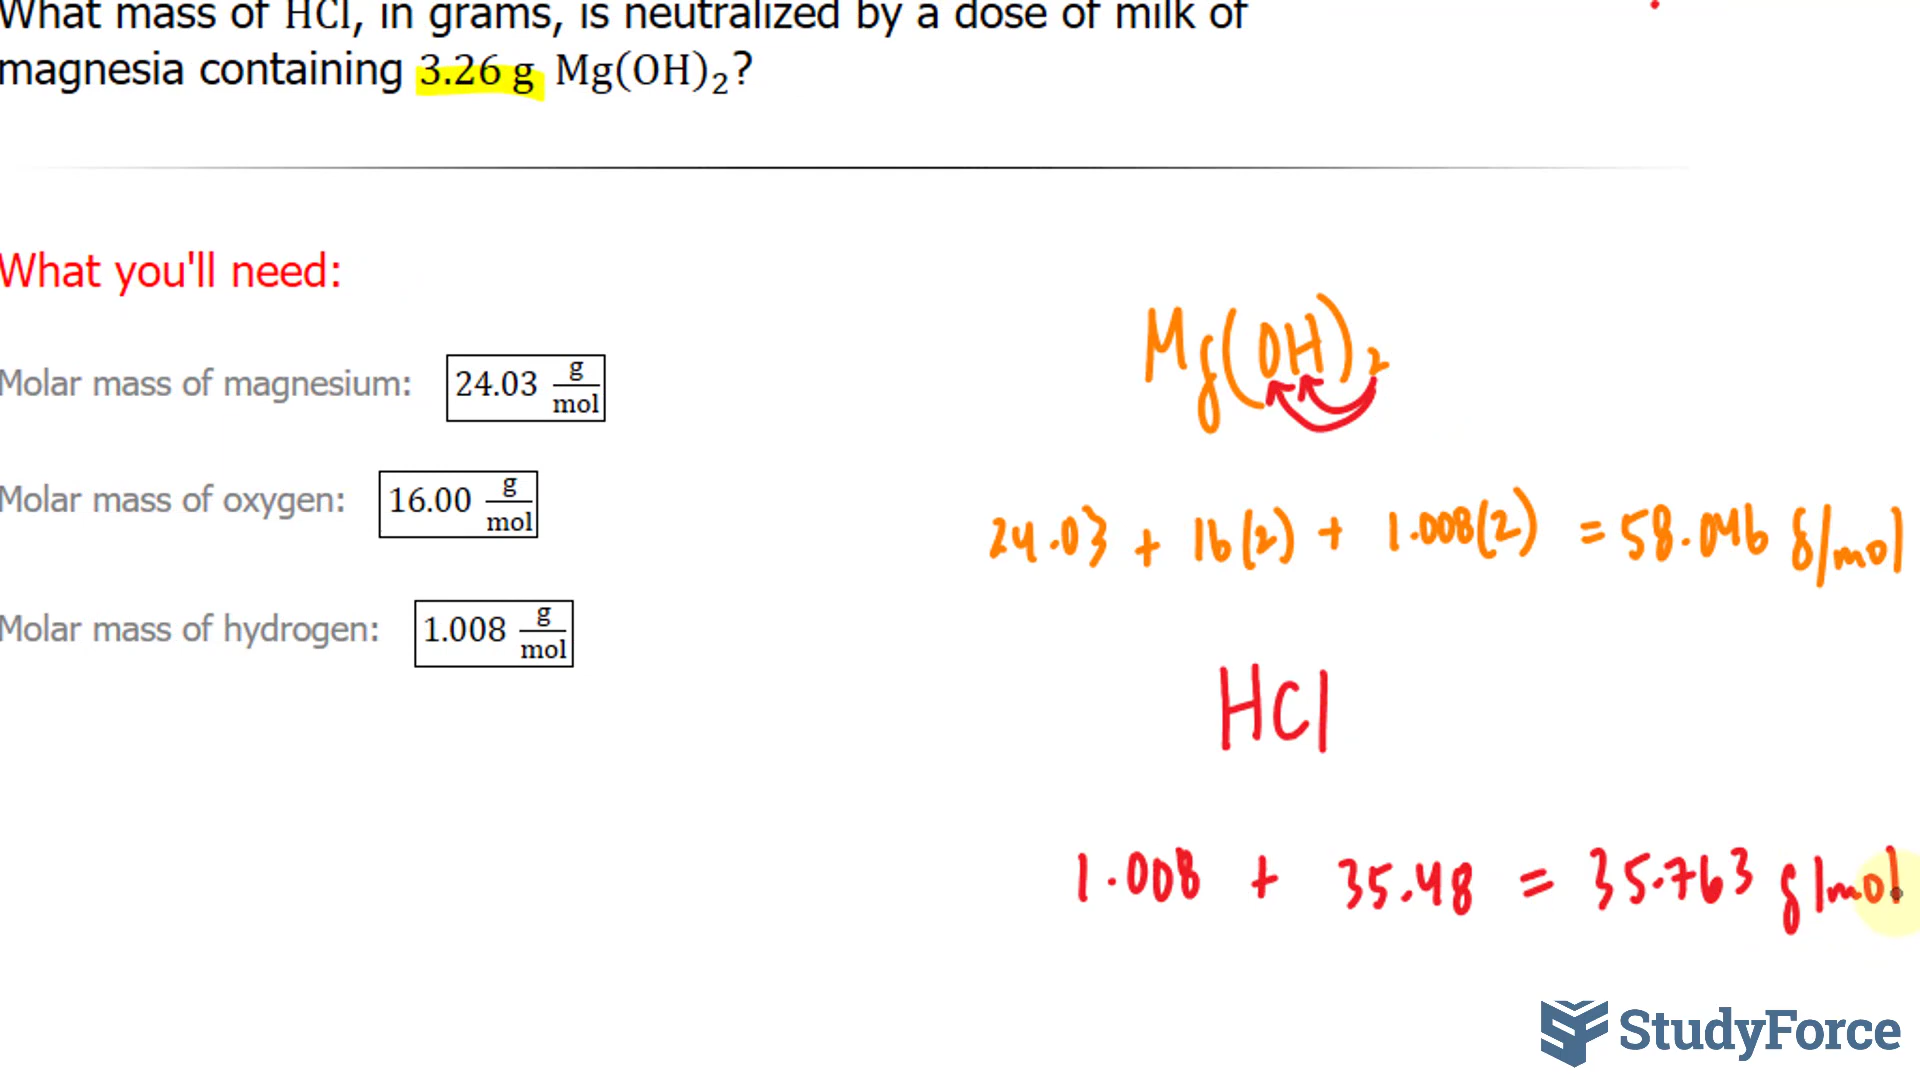 What mass of HCl, in grams, is neutralized by a dose of milk of
magnesia containing 3.26 g Mg(OH)₂?
What you'll need:
Molar mass of magnesium: 24.03 g/mol
Molar mass of oxygen: 16.00 g/mol
Molar mass of hydrogen: 1.008 g/mol
Mg(OH)₂
24.03 + 16(2) + 1.008(2) = 58.046 g/mol
HCl
1.008 + 35.48 = 35.763 g/mol
StudyForce